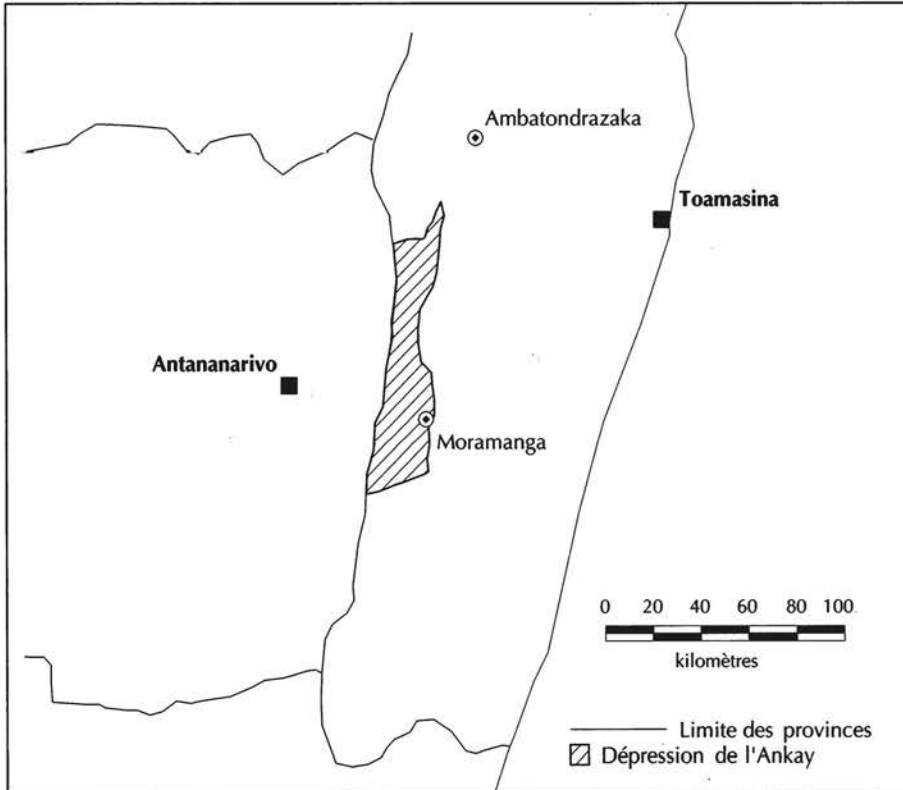 Ambatondrazaka
Toamasina
Antananarivo
Moramanga
0 20 40 60 80 100
kilomètres
Limite des provinces
Dépression de l'Ankay